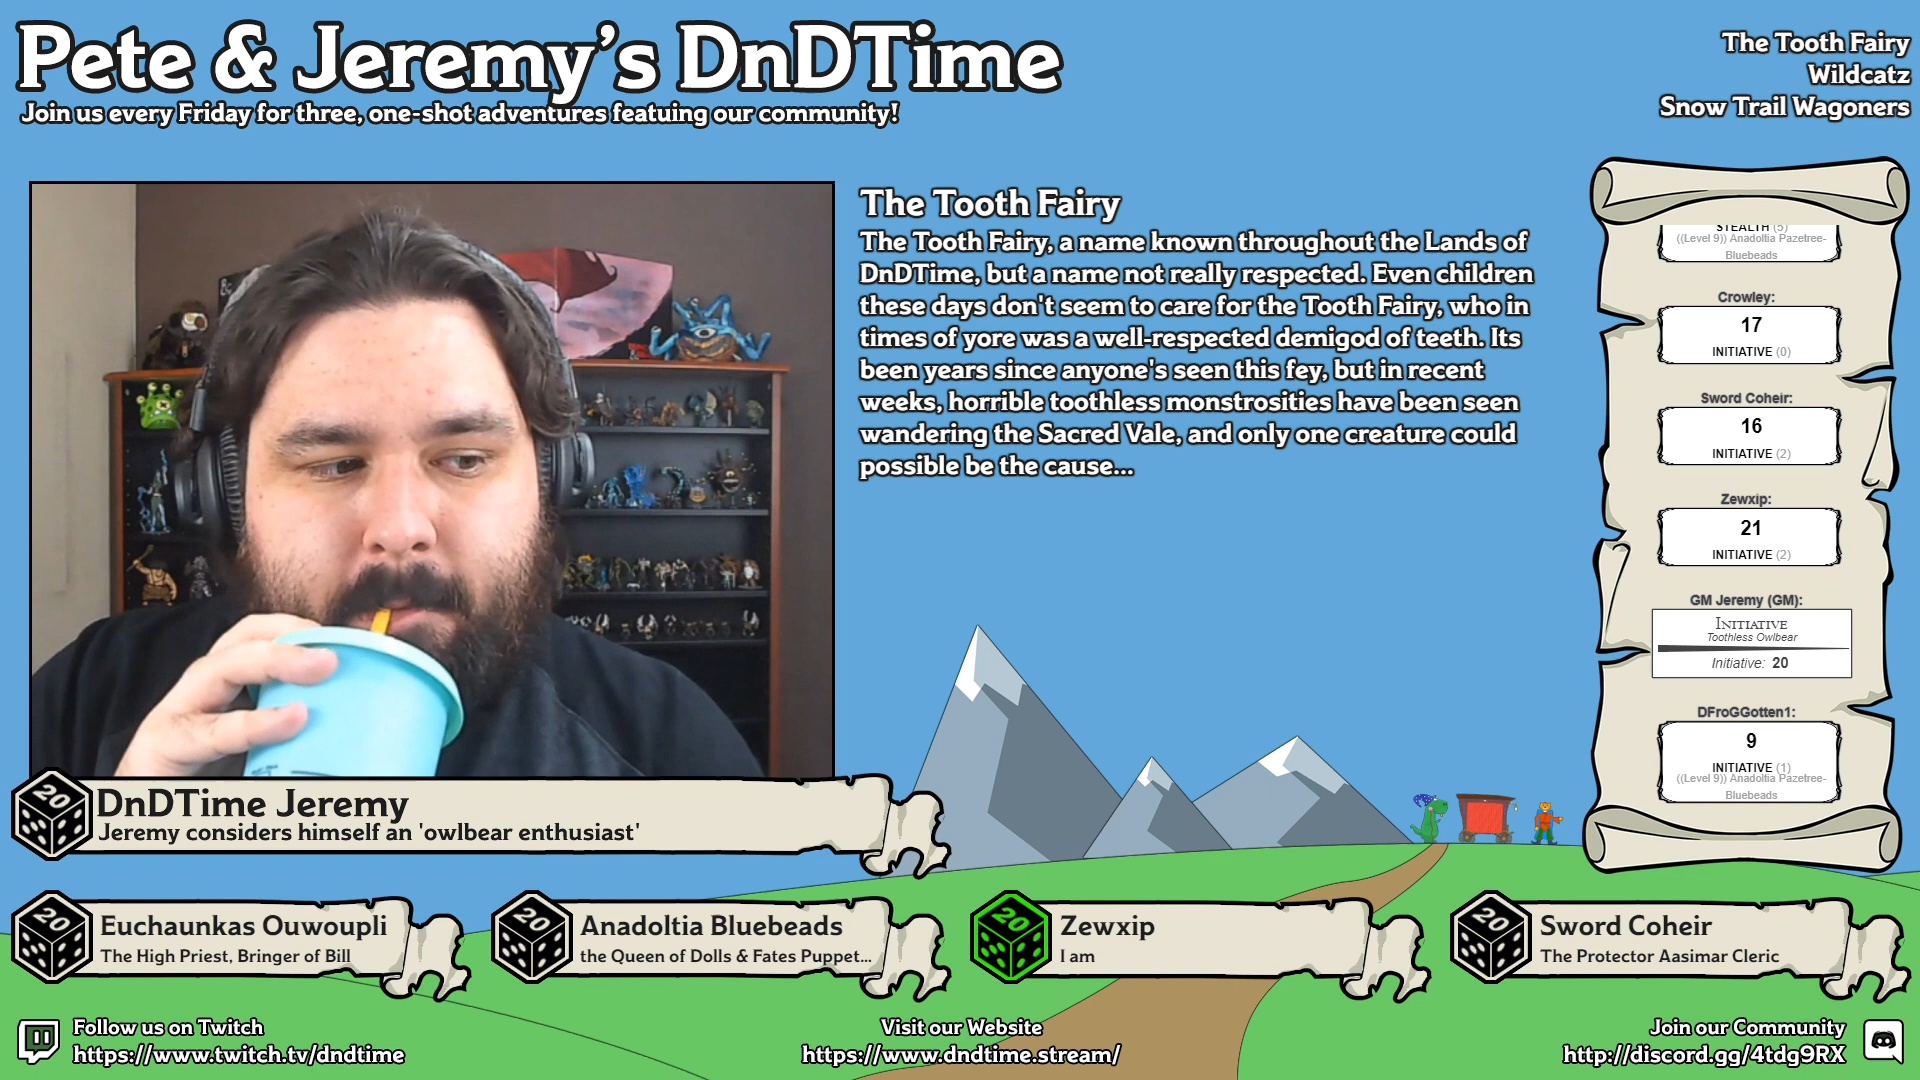 Pete & Jeremy's DnDTime
Join us every Friday for three, one-shot adventures featuing our community!
The Tooth Fairy
Wildcatz
Snow Trail Wagoners
The Tooth Fairy
The Tooth Fairy, a name known throughout the Lands of
DnDTime, but a name not really respected. Even children
these days don't seem to care for the Tooth Fairy, who in
times of yore was a well-respected demigod of teeth. Its
been years since anyone's seen this fey, but in recent
weeks, horrible toothless monstrosities have been seen
wandering the Sacred Vale, and only one creature could
possible be the cause...
STEALTH (5)
((Level 9)) Anadoltia Pazetree-
Bluebeads
Crowley:
17
INITIATIVE (0)
Sword Coheir:
16
INITIATIVE (2)
Zewxip:
21
INITIATIVE (2)
GM Jeremy (GM):
INITIATIVE
Toothless Owlbear
Initiative: 20
DFroGGotten1:
9
INITIATIVE (1)
((Level 9)) Anadoltia Pazetree-
Bluebeads
20
DnDTime Jeremy
Jeremy considers himself an 'owlbear enthusiast'
20
Euchaunkas Ouwoupli
The High Priest, Bringer of Bill
20
Anadoltia Bluebeads
the Queen of Dolls & Fates Puppet...
20
Zewxip
I am
20
Sword Coheir
The Protector Aasimar Cleric
Follow us on Twitch
https://www.twitch.tv/dndtime
Visit our Website
https://www.dndtime.stream/
Join our Community
http://discord.gg/4tdg9RX